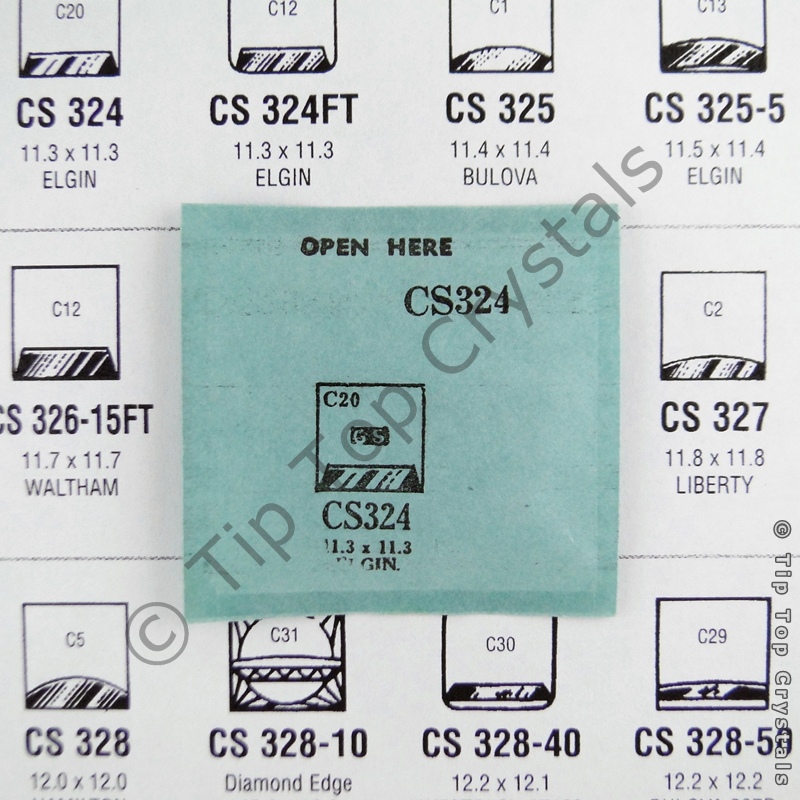 C20
C12
C1
C13
CS 324
CS 324FT
CS 325
CS 325-5
11.3 x 11.3
11.3 x 11.3
11.4 x 11.4
11.5 x 11.4
ELGIN
ELGIN
BULOVA
ELGIN
OPEN HERE
CS324
C20
GS
CS324
11.3 x 11.3
ELGIN.
C12
CS 326-15FT
11.7 x 11.7
WALTHAM
C2
CS 327
11.8 x 11.8
LIBERTY
C5
C31
C30
C29
CS 328
CS 328-10
CS 328-40
CS 328-50
12.0 x 12.0
Diamond Edge
12.2 x 12.1
12.2 x 12.2
© Tip Top Crystals
© Tip Top Crystals